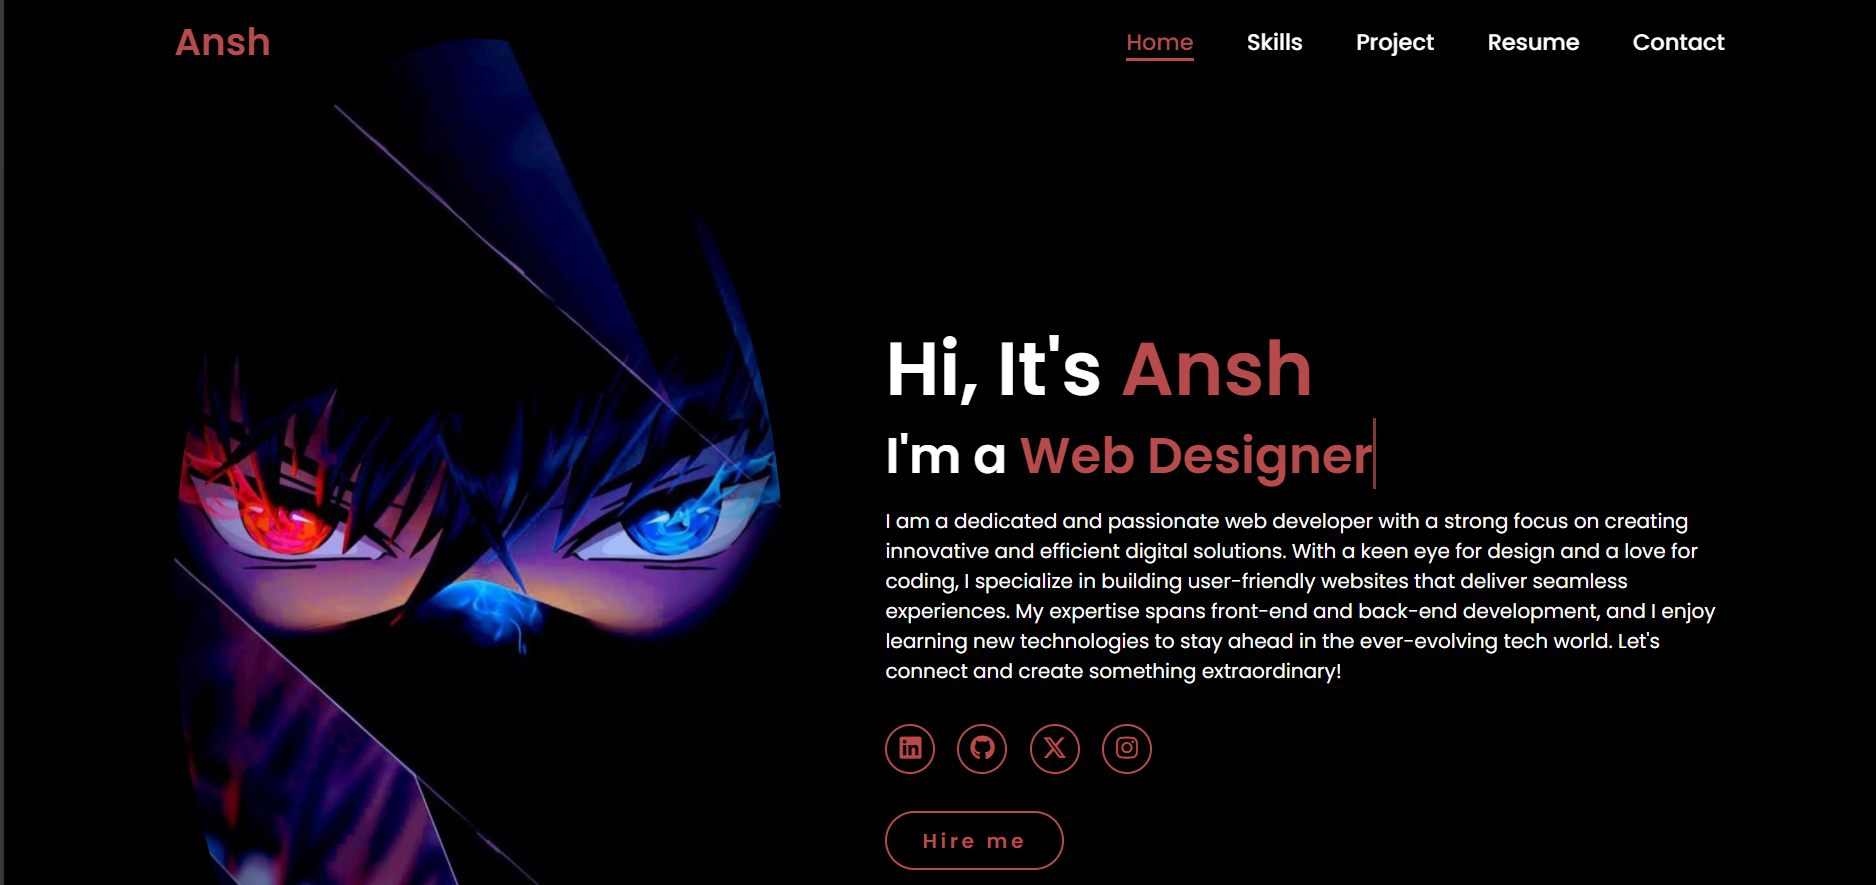 Ansh
Home Skills Project Resume Contact
Hi, It's Ansh
I'm a Web Designer
I am a dedicated and passionate web developer with a strong focus on creating
innovative and efficient digital solutions. With a keen eye for design and a love for
coding, I specialize in building user-friendly websites that deliver seamless
experiences. My expertise spans front-end and back-end development, and I enjoy
learning new technologies to stay ahead in the ever-evolving tech world. Let's
connect and create something extraordinary!
Hire me